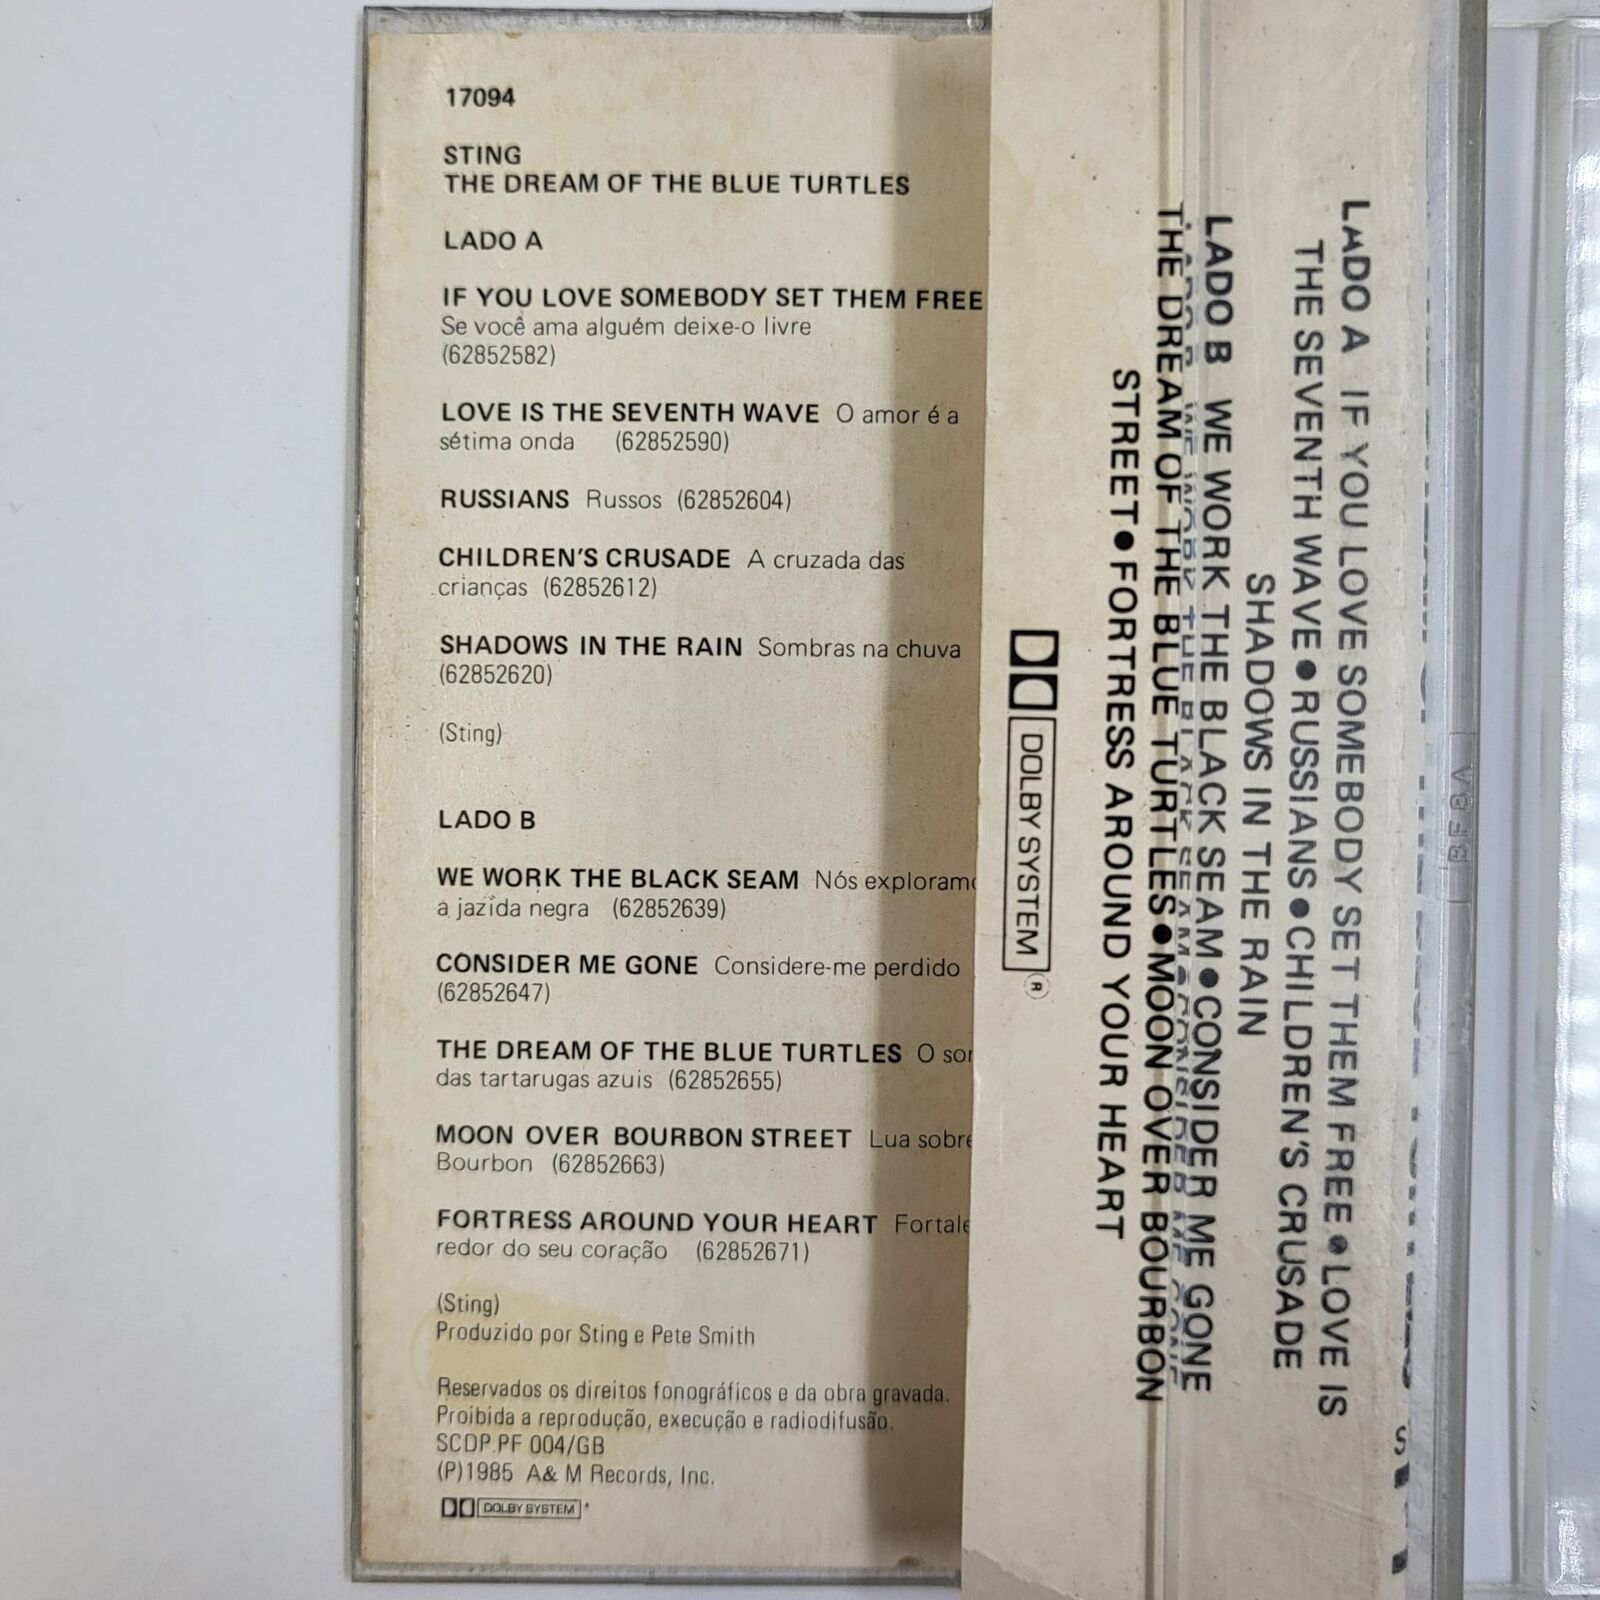 17094
STING
THE DREAM OF THE BLUE TURTLES
LADO A
IF YOU LOVE SOMEBODY SET THEM FREE
Se você ama alguém deixe-o livre
(62852582)
LOVE IS THE SEVENTH WAVE O amor é a
sétima onda (62852590)
RUSSIANS Russos (62852604)
CHILDREN'S CRUSADE A cruzada das
crianças (62852612)
SHADOWS IN THE RAIN Sombras na chuva
(62852620)
(Sting)
LADO B
WE WORK THE BLACK SEAM Nós
a jazida negra (62852639)
CONSIDER ME GONE Considere-me perdido
(62852647)
THE DREAM OF THE BLUE TURTLES O
das tartarugas azuis (62852655)
MOON OVER BOURBON STREET Lua sobre
Bourbon (62852663)
FORTRESS AROUND YOUR HEART
redor do seu coração (62852671)
(Sting)
Produzido por Sting e Pete Smith
Reservados os direitos fonográficos e da obra gravada.
Proibida a reprodução, execução e radiodifusão.
SCDP.PF 004/GB
(P)1985 A& M Records, Inc.
DOLBY SYSTEM
LADO A IF YOU LOVE SOMEBODY SET THEM FREE●LOVE IS
THE SEVENTH WAVE●RUSSIANS●CHILDREN'S CRUSADE
SHADOWS IN THE RAIN
LADO B WE WORK THE BLACK SEAM●CONSIDER ME GONE
THE DREAM OF THE BLUE TURTLES●MOON OVER BOURBON
STREET●FORTRESS AROUND YOUR HEART
DOLBY SYSTEM ®